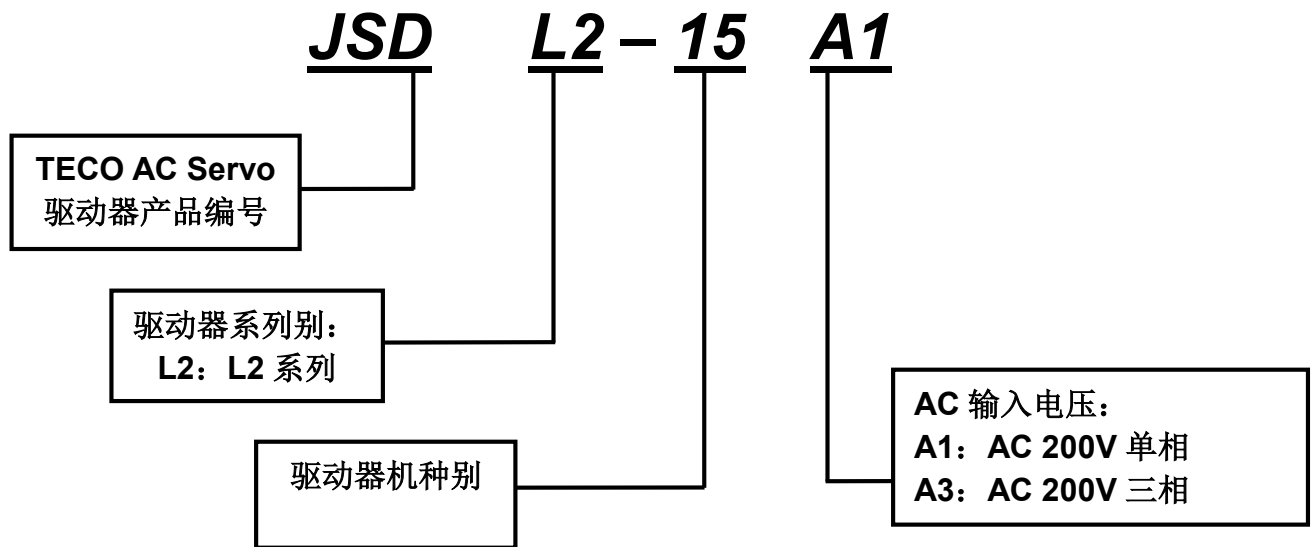 JSD L2 – 15 A1
TECO AC Servo
驱动器产品编号
驱动器系列别：
L2：L2 系列
驱动器机种别
AC 输入电压：
A1：AC 200V 单相
A3：AC 200V 三相